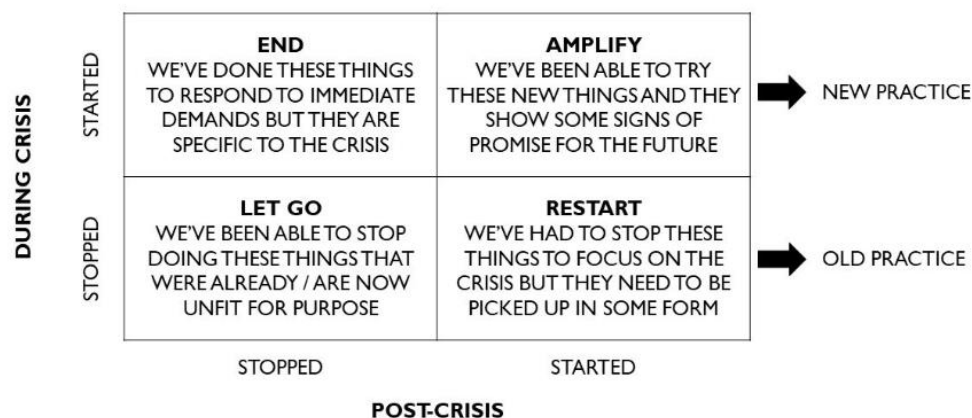 DURING CRISIS
STARTED
END
WE'VE DONE THESE THINGS
TO RESPOND TO IMMEDIATE
DEMANDS BUT THEY ARE
SPECIFIC TO THE CRISIS
AMPLIFY
WE'VE BEEN ABLE TO TRY
THESE NEW THINGS AND THEY
SHOW SOME SIGNS OF
PROMISE FOR THE FUTURE
NEW PRACTICE
STOPPED
LET GO
WE'VE BEEN ABLE TO STOP
DOING THESE THINGS THAT
WERE ALREADY / ARE NOW
UNFIT FOR PURPOSE
RESTART
WE'VE HAD TO STOP THESE
THINGS TO FOCUS ON THE
CRISIS BUT THEY NEED TO BE
PICKED UP IN SOME FORM
OLD PRACTICE
STOPPED
STARTED
POST-CRISIS